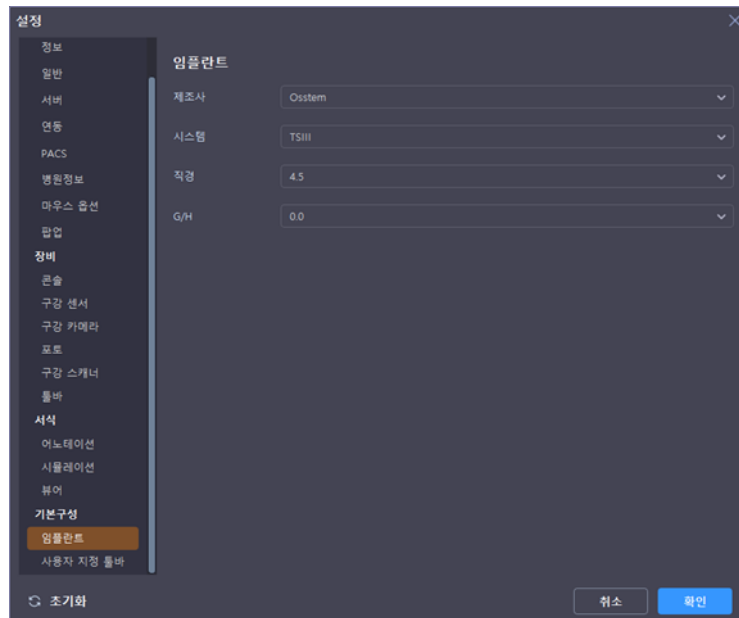 설정
정보
일반
서버
연동
PACS
병원정보
마우스 옵션
팝업
장비
콘솔
구강 센서
구강 카메라
포토
구강 스캐너
툴바
서식
어노테이션
시뮬레이션
뷰어
기본구성
임플란트
사용자 지정 툴바
임플란트
제조사 Osstem
시스템 TSIII
직경 4.5
G/H 0.0
초기화
취소
확인